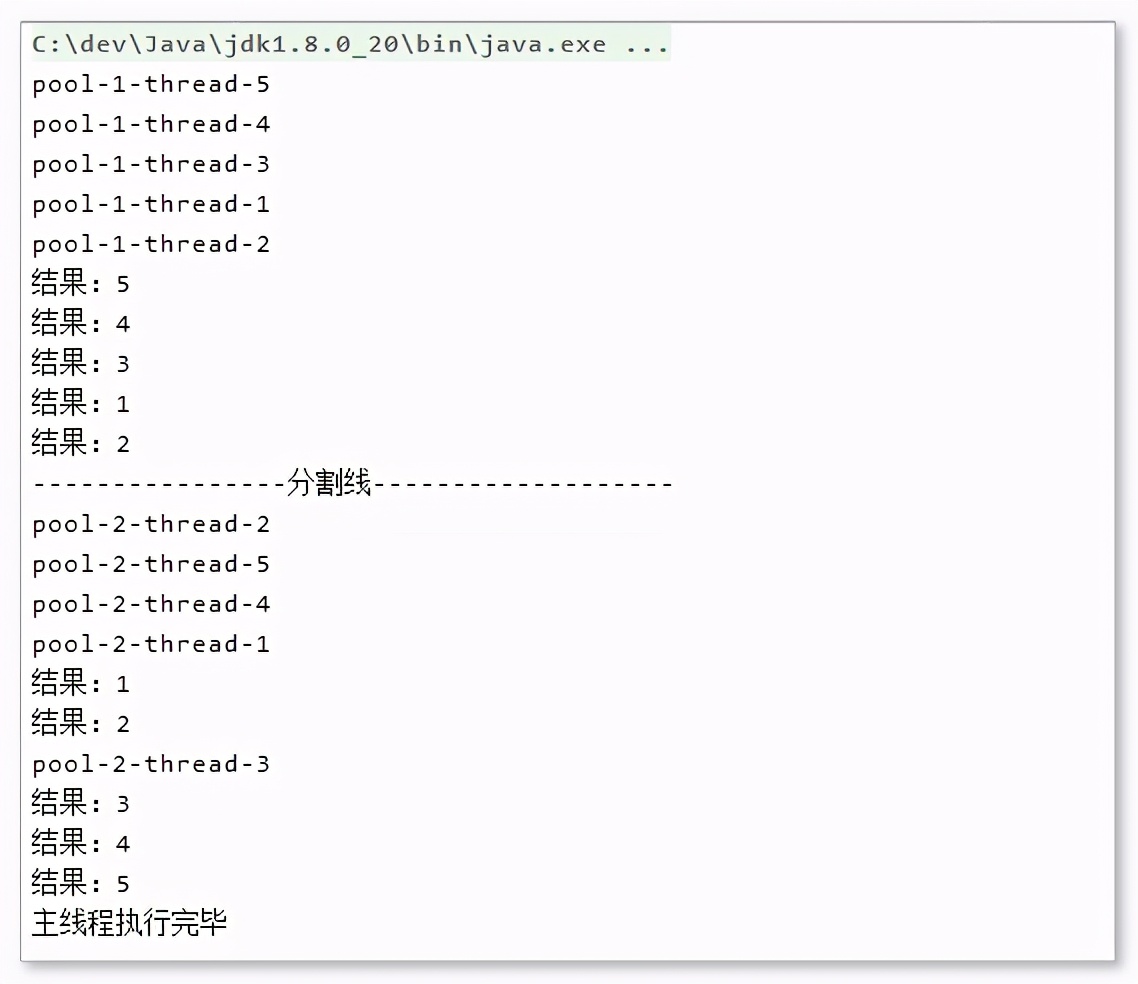 C:\dev\Java\jdk1.8.0_20\bin\java.exe ...
pool-1-thread-5
pool-1-thread-4
pool-1-thread-3
pool-1-thread-1
pool-1-thread-2
结果：5
结果：4
结果：3
结果：1
结果：2
----------------分割线-------------------
pool-2-thread-2
pool-2-thread-5
pool-2-thread-4
pool-2-thread-1
结果：1
结果：2
pool-2-thread-3
结果：3
结果：4
结果：5
主线程执行完毕